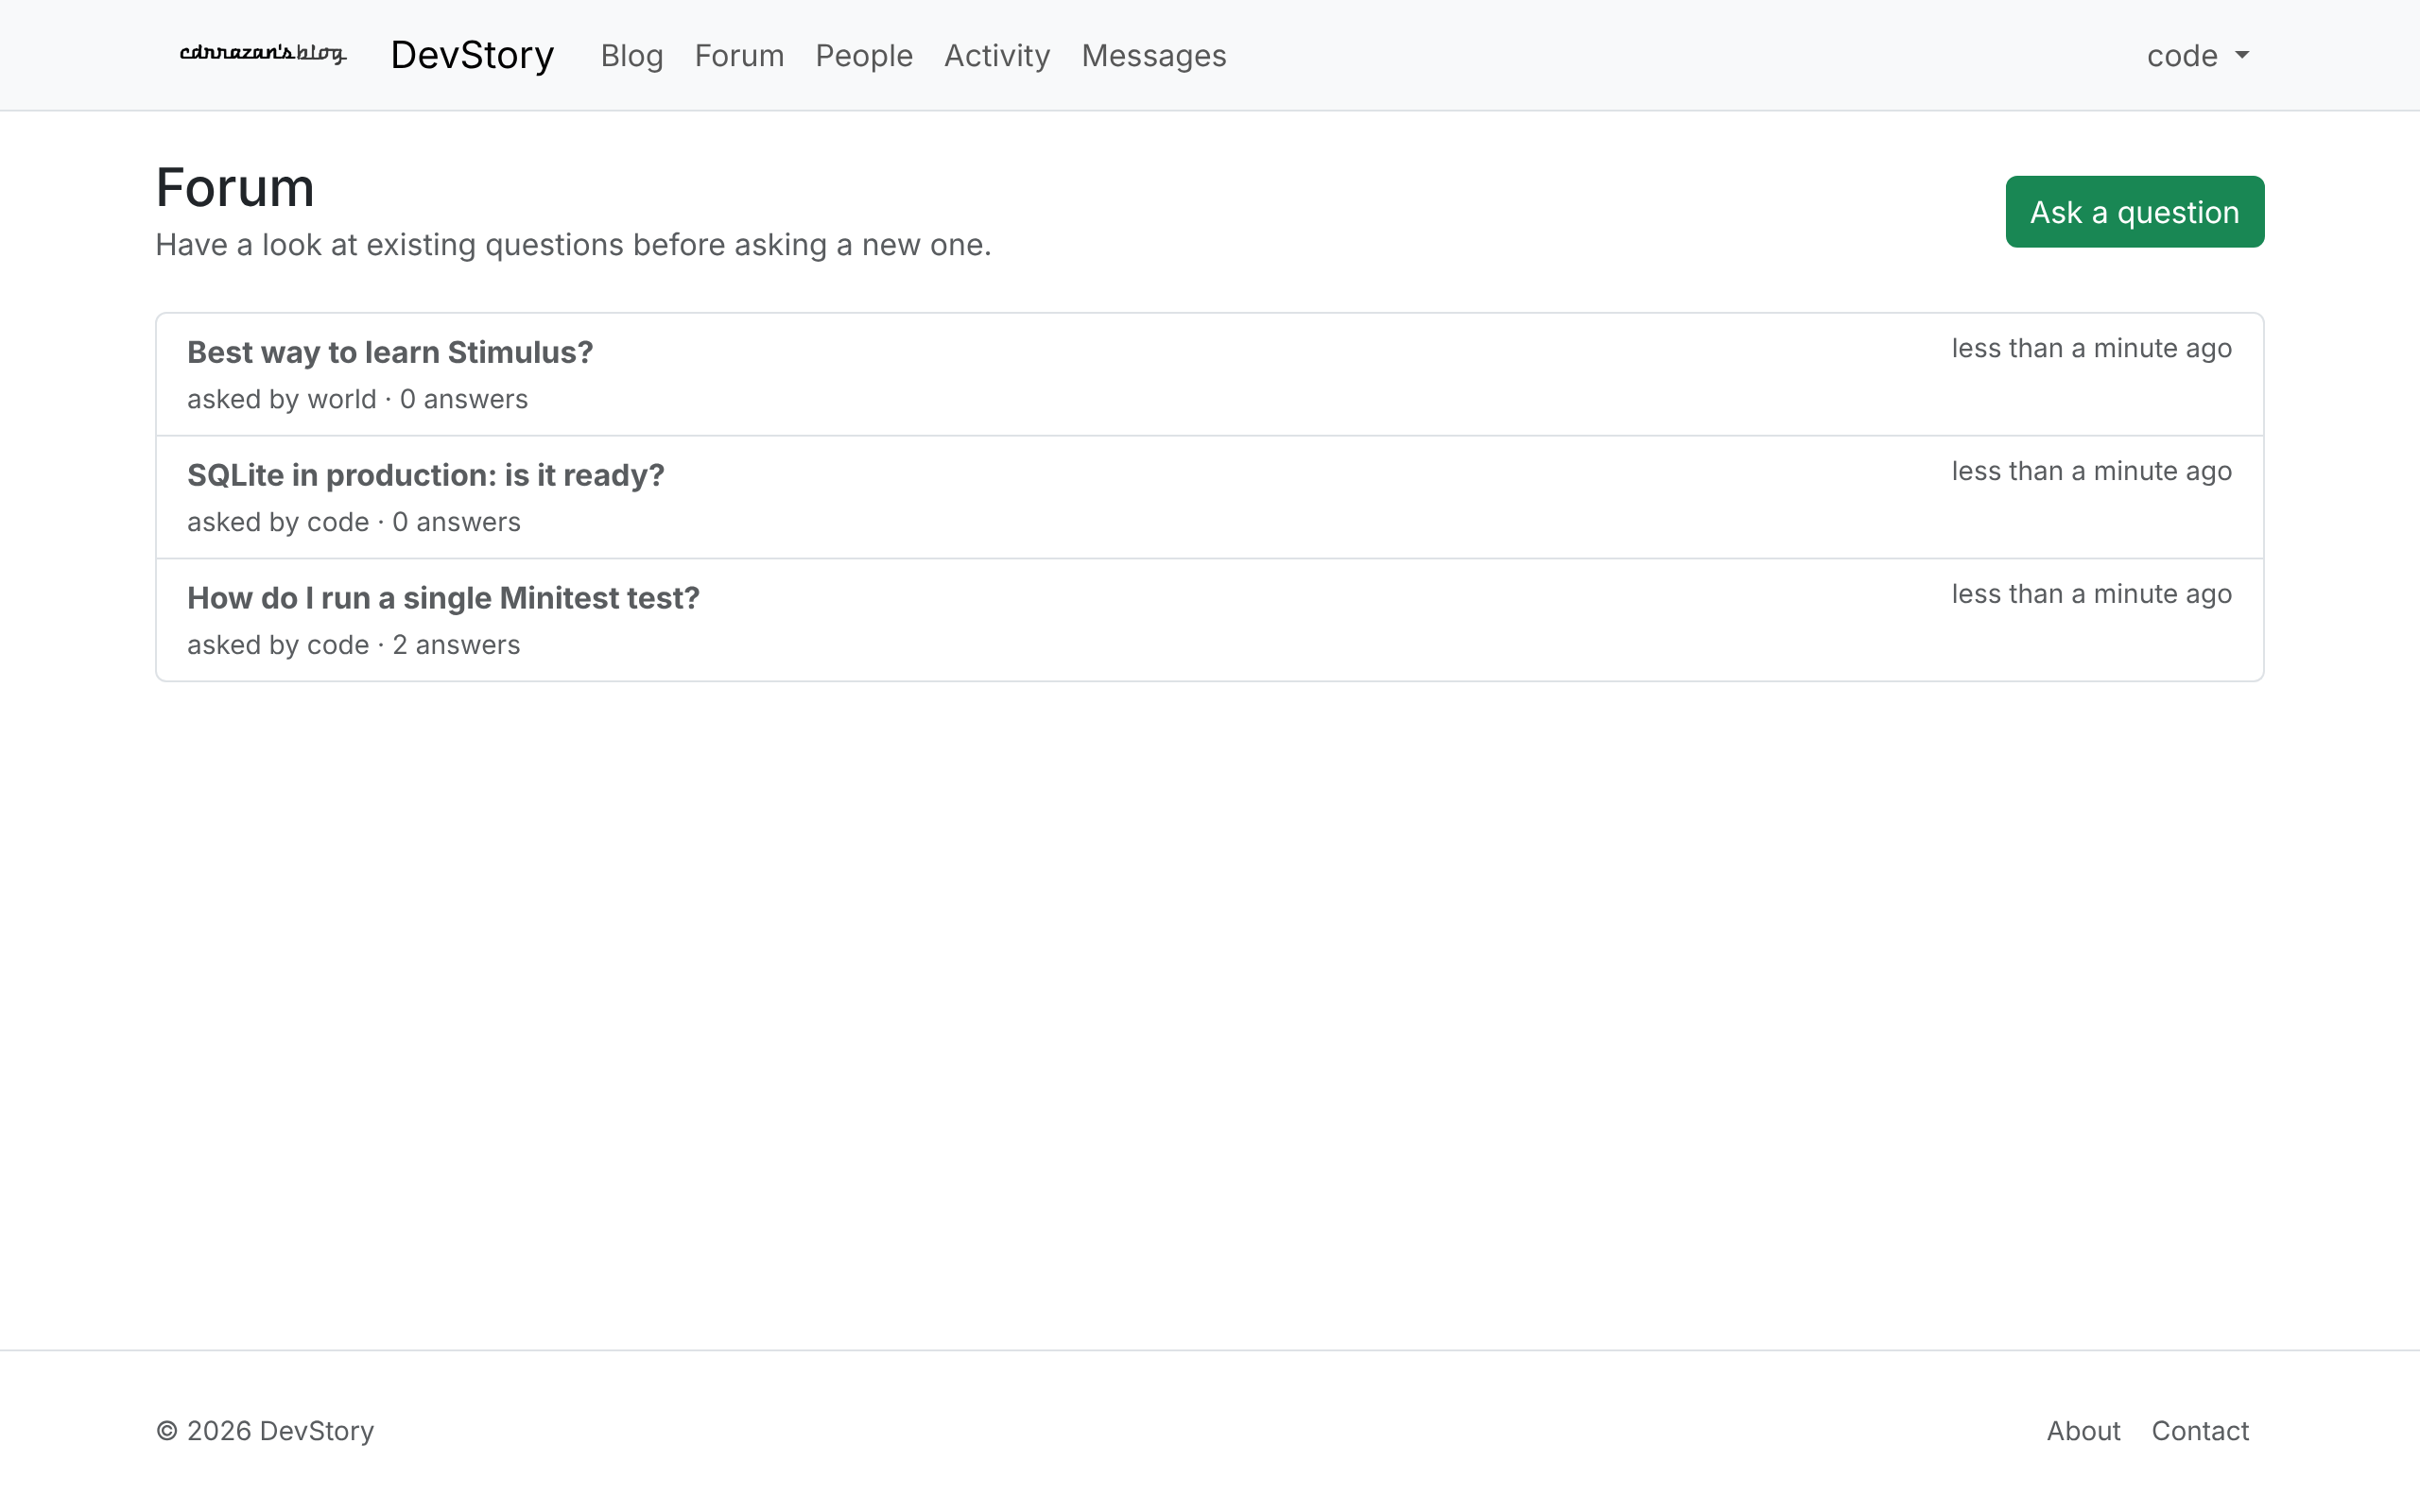 cdrrazan's blog DevStory Blog Forum People Activity Messages code
Forum
Have a look at existing questions before asking a new one.
Ask a question
Best way to learn Stimulus? less than a minute ago
asked by world · 0 answers
SQLite in production: is it ready? less than a minute ago
asked by code · 0 answers
How do I run a single Minitest test? less than a minute ago
asked by code · 2 answers
© 2026 DevStory About Contact